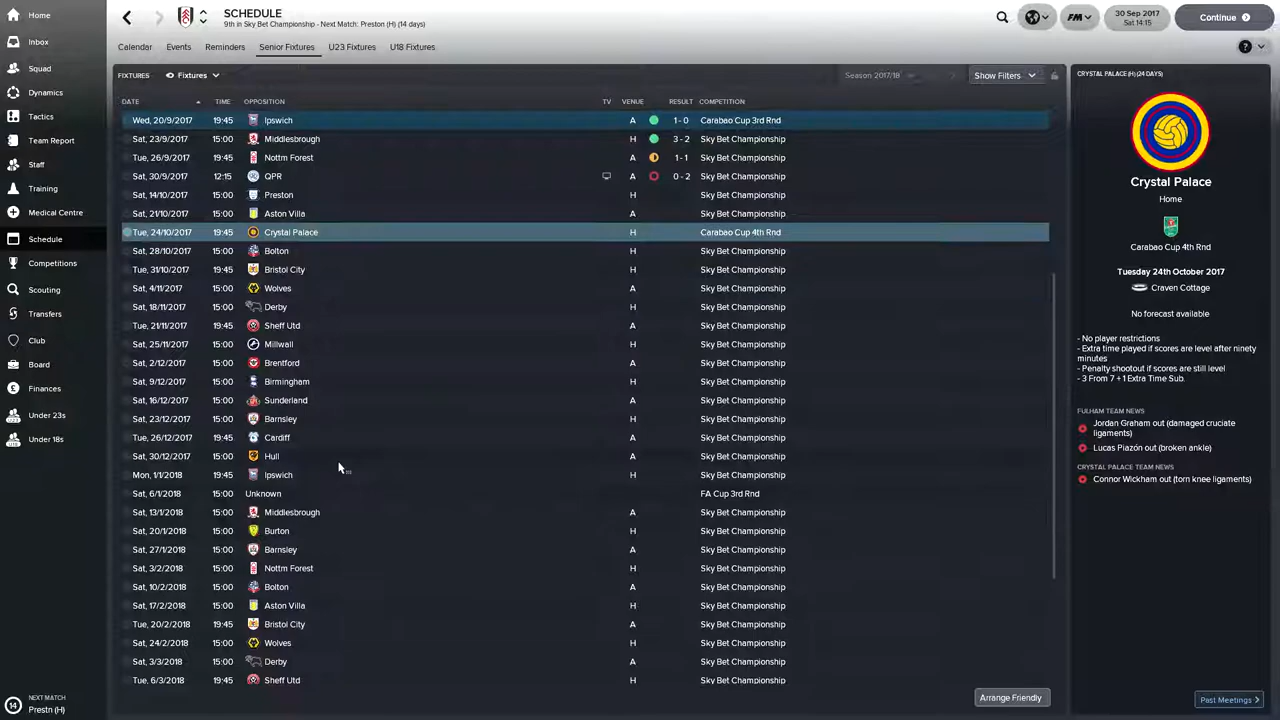 Home
Inbox
Squad
Dynamics
Tactics
Team Report
Staff
Training
Medical Centre
Schedule
Competitions
Scouting
Transfers
Club
Board
Finances
Under 23s
Under 18s
14 NEXT MATCH
Prestn (H)
SCHEDULE
9th in Sky Bet Championship - Next Match: Preston (H) (14 days)
FM
30 Sep 2017
Sat 14:15
Continue
Calendar Events Reminders Senior Fixtures U23 Fixtures U18 Fixtures
?
FIXTURES Fixtures Season 2017/18 Show Filters
DATE TIME OPPOSITION TV VENUE RESULT COMPETITION
Wed, 20/9/2017 19:45 Ipswich A 1 - 0 Carabao Cup 3rd Rnd
Sat, 23/9/2017 15:00 Middlesbrough H 3 - 2 Sky Bet Championship
Tue, 26/9/2017 19:45 Nottm Forest A 1 - 1 Sky Bet Championship
Sat, 30/9/2017 12:15 QPR A 0 - 2 Sky Bet Championship
Sat, 14/10/2017 15:00 Preston H Sky Bet Championship
Sat, 21/10/2017 15:00 Aston Villa A Sky Bet Championship
Tue, 24/10/2017 19:45 Crystal Palace H Carabao Cup 4th Rnd
Sat, 28/10/2017 15:00 Bolton H Sky Bet Championship
Tue, 31/10/2017 19:45 Bristol City H Sky Bet Championship
Sat, 4/11/2017 15:00 Wolves A Sky Bet Championship
Sat, 18/11/2017 15:00 Derby H Sky Bet Championship
Tue, 21/11/2017 19:45 Sheff Utd A Sky Bet Championship
Sat, 25/11/2017 15:00 Millwall H Sky Bet Championship
Sat, 2/12/2017 15:00 Brentford A Sky Bet Championship
Sat, 9/12/2017 15:00 Birmingham H Sky Bet Championship
Sat, 16/12/2017 15:00 Sunderland A Sky Bet Championship
Sat, 23/12/2017 15:00 Barnsley H Sky Bet Championship
Tue, 26/12/2017 19:45 Cardiff A Sky Bet Championship
Sat, 30/12/2017 15:00 Hull A Sky Bet Championship
Mon, 1/1/2018 19:45 Ipswich H Sky Bet Championship
Sat, 6/1/2018 15:00 Unknown FA Cup 3rd Rnd
Sat, 13/1/2018 15:00 Middlesbrough A Sky Bet Championship
Sat, 20/1/2018 15:00 Burton H Sky Bet Championship
Sat, 27/1/2018 15:00 Barnsley A Sky Bet Championship
Sat, 3/2/2018 15:00 Nottm Forest H Sky Bet Championship
Sat, 10/2/2018 15:00 Bolton A Sky Bet Championship
Sat, 17/2/2018 15:00 Aston Villa H Sky Bet Championship
Tue, 20/2/2018 19:45 Bristol City A Sky Bet Championship
Sat, 24/2/2018 15:00 Wolves H Sky Bet Championship
Sat, 3/3/2018 15:00 Derby A Sky Bet Championship
Tue, 6/3/2018 19:45 Sheff Utd H Sky Bet Championship
Arrange Friendly
CRYSTAL PALACE (H) (24 DAYS)
Crystal Palace
Home
Carabao Cup 4th Rnd
Tuesday 24th October 2017
Craven Cottage
No forecast available
- No player restrictions
- Extra time played if scores are level after ninety
minutes
- Penalty shootout if scores are still level
- 3 From 7 + 1 Extra Time Sub.
FULHAM TEAM NEWS
Jordan Graham out (damaged cruciate
ligaments)
Lucas Piazón out (broken ankle)
CRYSTAL PALACE TEAM NEWS
Connor Wickham out (torn knee ligaments)
Past Meetings